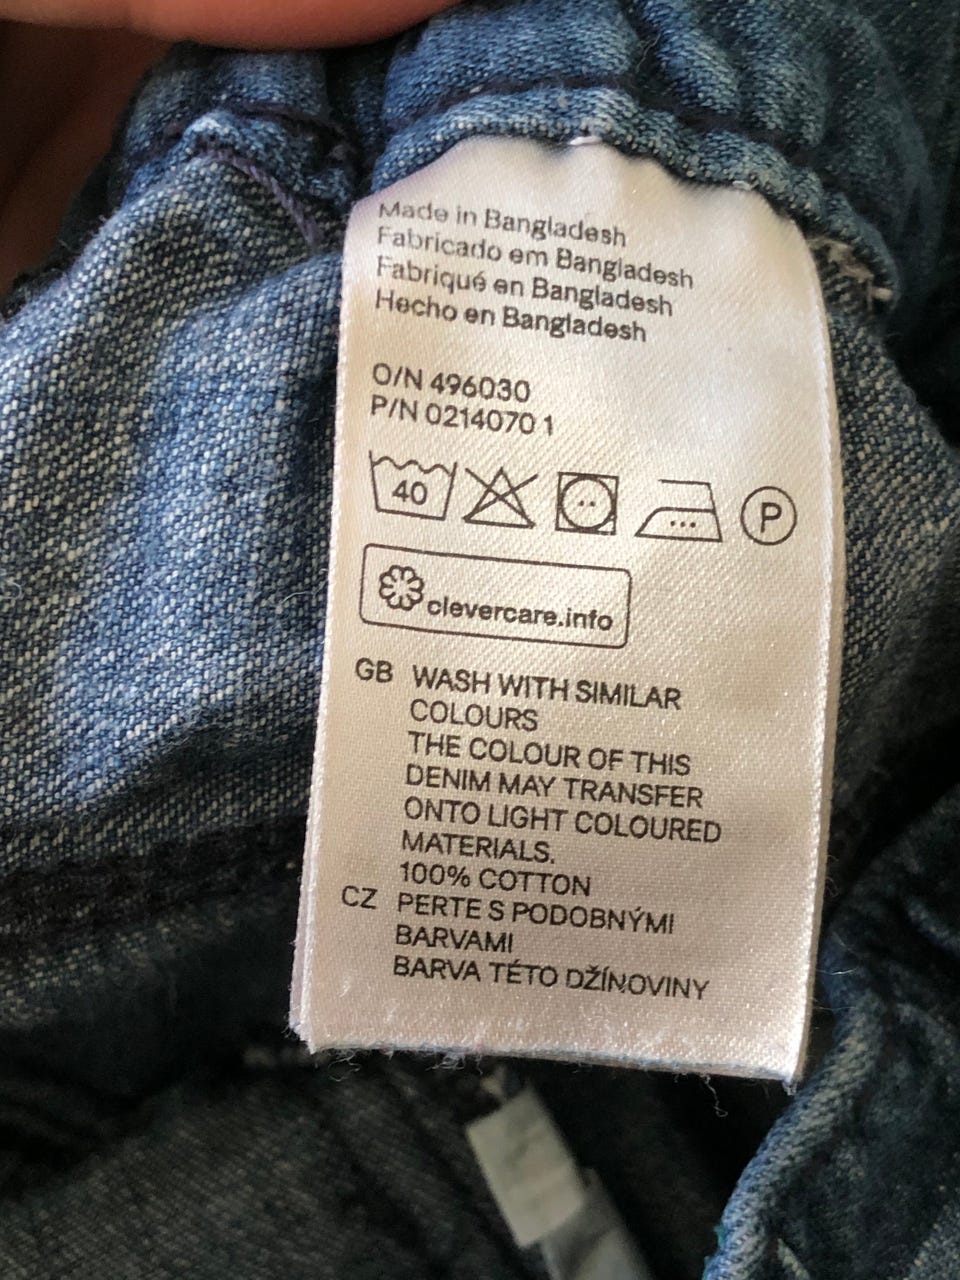 Made in Bangladesh
Fabricado em Bangladesh
Fabriqué en Bangladesh
Hecho en Bangladesh
O/N 496030
P/N 0214070 1
40 P
clevercare.info
GB WASH WITH SIMILAR
COLOURS
THE COLOUR OF THIS
DENIM MAY TRANSFER
ONTO LIGHT COLOURED
MATERIALS.
100% COTTON
CZ PERTE S PODOBNÝMI
BARVAMI
BARVA TÉTO DŽÍNOVINY